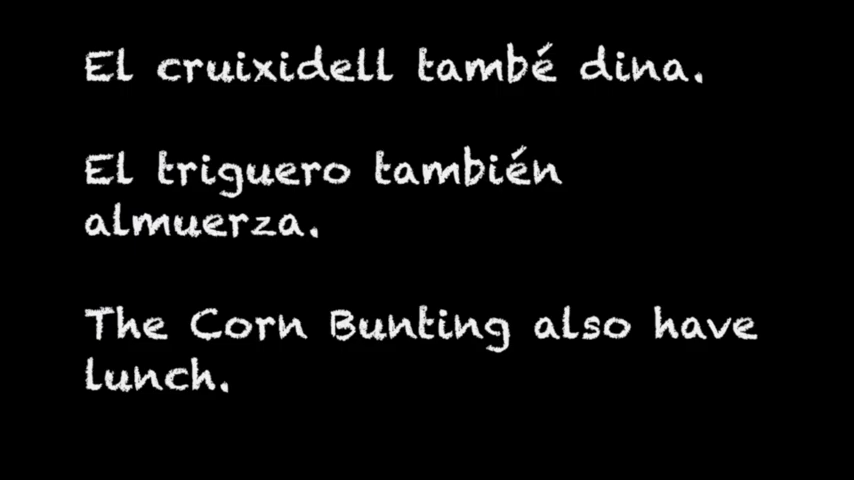 El cruixidell també dina.
El triguero también
almuerza.
The Corn Bunting also have
lunch.